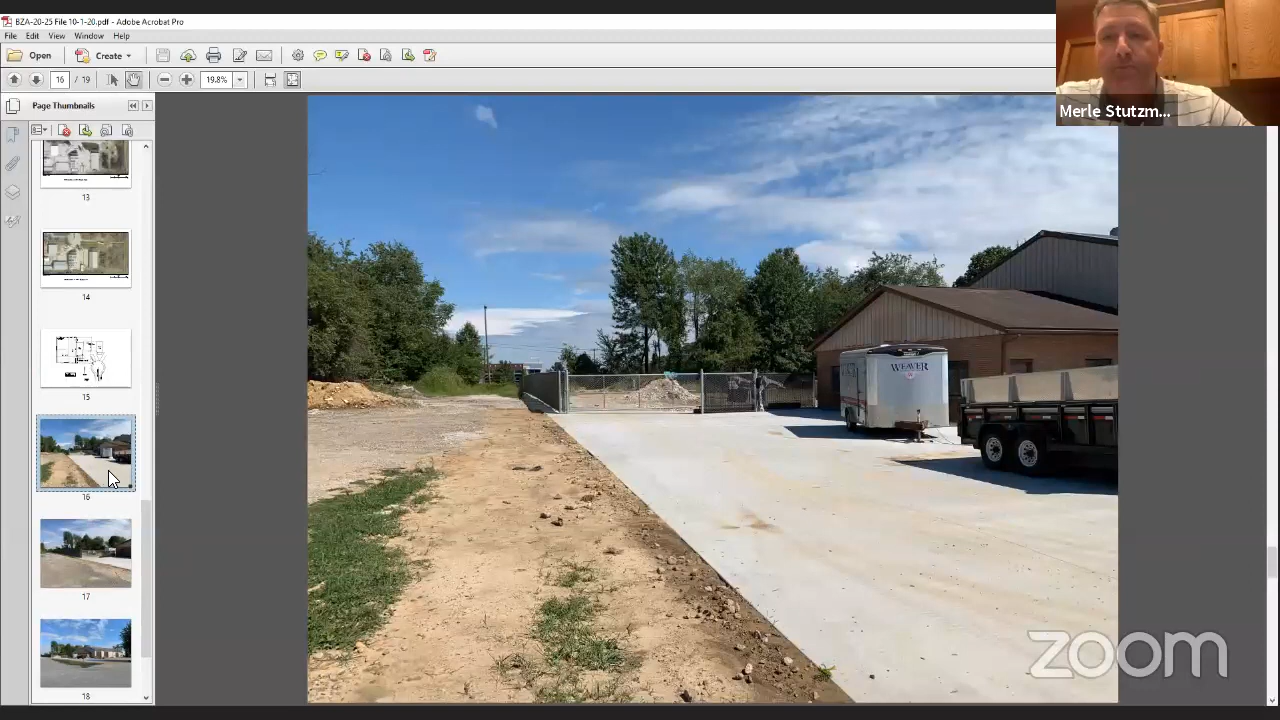 BZA-20-25 File 10-1-20.pdf - Adobe Acrobat Pro
File Edit View Window Help
Open Create
16 / 19 19.8%
Page Thumbnails
13
14
15
16
17
18
WEAVER
Merle Stutzm...
zoom